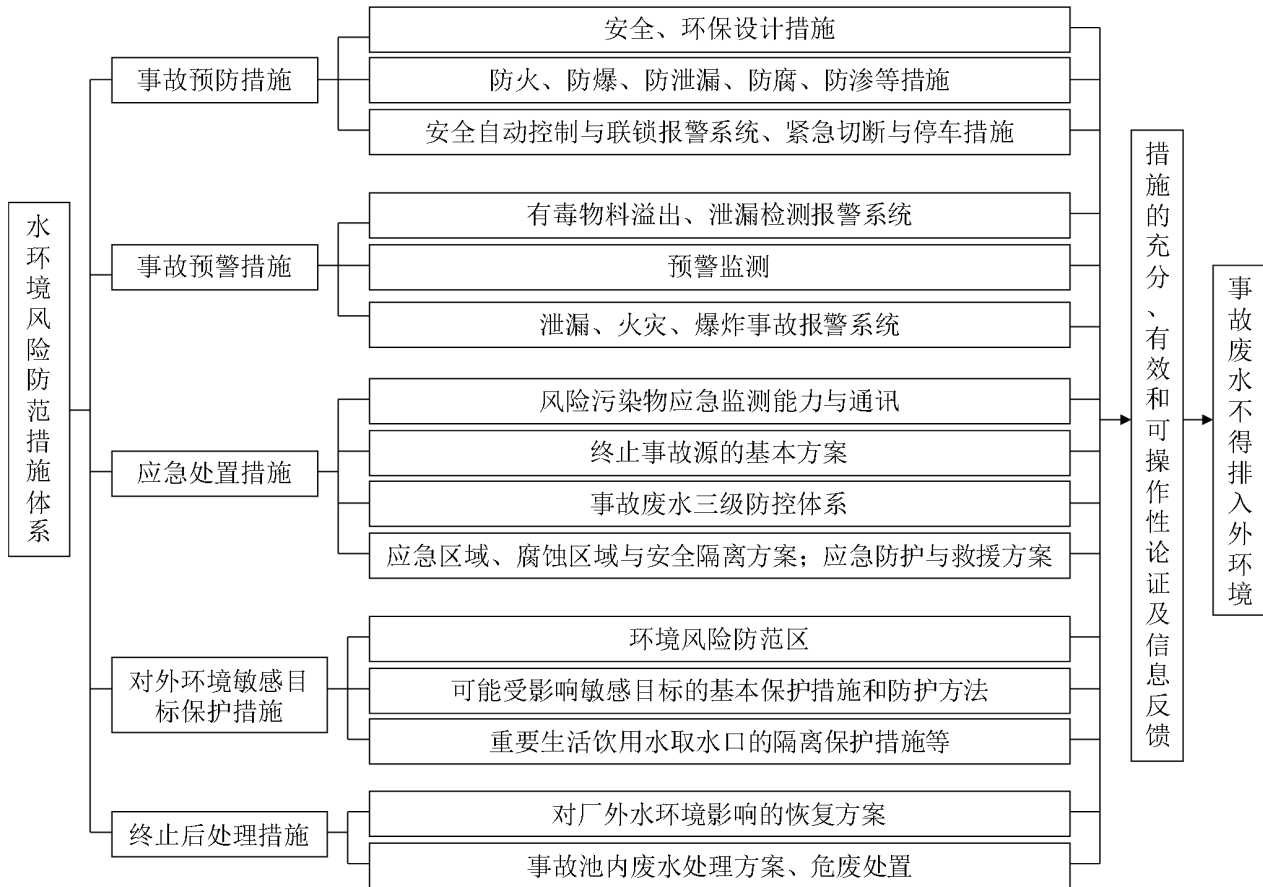 水环境风险防范措施体系
事故预防措施
安全、环保设计措施
防火、防爆、防泄漏、防腐、防渗等措施
安全自动控制与联锁报警系统、紧急切断与停车措施
事故预警措施
有毒物料溢出、泄漏检测报警系统
预警监测
泄漏、火灾、爆炸事故报警系统
应急处置措施
风险污染物应急监测能力与通讯
终止事故源的基本方案
事故废水三级防控体系
应急区域、腐蚀区域与安全隔离方案；应急防护与救援方案
对外环境敏感目
标保护措施
环境风险防范区
可能受影响敏感目标的基本保护措施和防护方法
重要生活饮用水取水口的隔离保护措施等
终止后处理措施
对厂外水环境影响的恢复方案
事故池内废水处理方案、危废处置
措施的充分、有效和可操作性论证及信息反馈
事故废水不得排入外环境